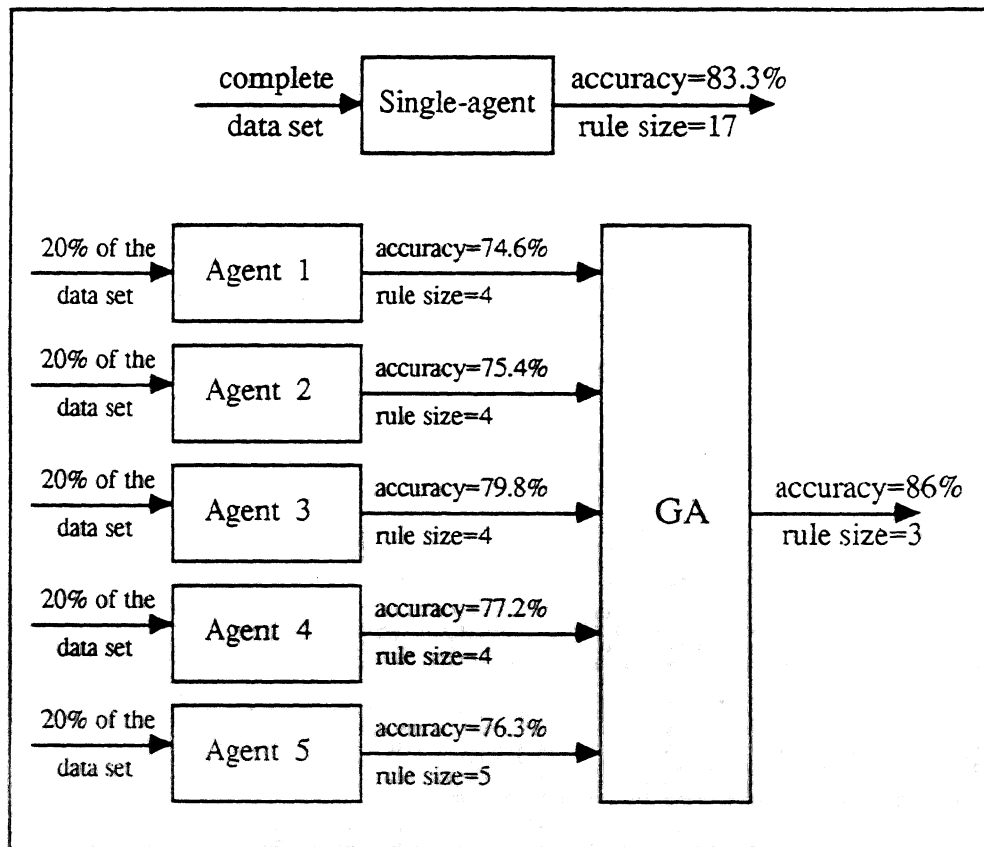 complete
data set
Single-agent
accuracy=83.3%
rule size=17
20% of the
data set
Agent 1
accuracy=74.6%
rule size=4
20% of the
data set
Agent 2
accuracy=75.4%
rule size=4
20% of the
data set
Agent 3
accuracy=79.8%
rule size=4
20% of the
data set
Agent 4
accuracy=77.2%
rule size=4
20% of the
data set
Agent 5
accuracy=76.3%
rule size=5
GA
accuracy=86%
rule size=3